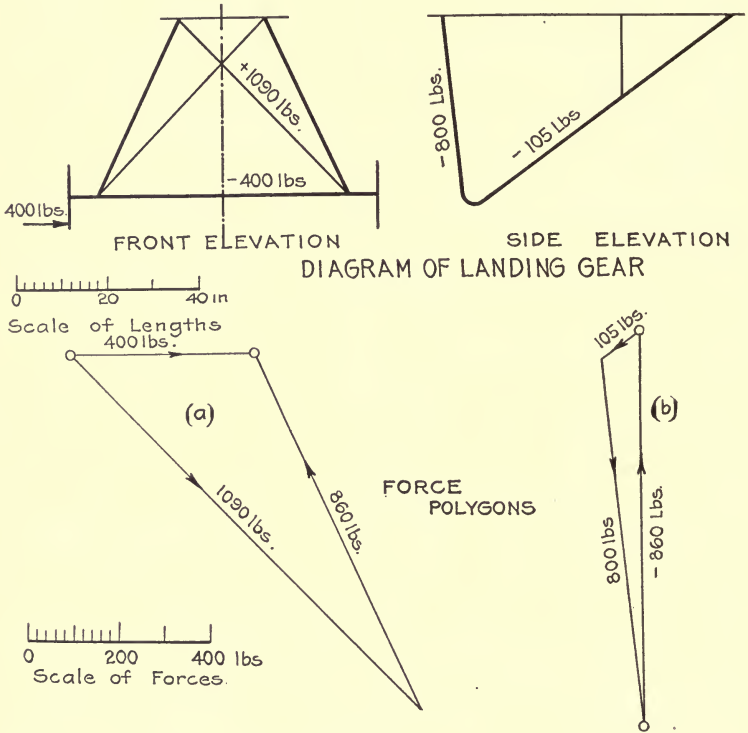 +1090 lbs.
-400 lbs
400 lbs.
FRONT ELEVATION
-800 Lbs.
-105 Lbs
SIDE ELEVATION
DIAGRAM OF LANDING GEAR
0 20 40 in
Scale of Lengths
400 lbs.
(a)
1090 lbs.
860 lbs.
FORCE
POLYGONS
105 lbs.
(b)
800 lbs
-860 Lbs.
0 200 400 lbs
Scale of Forces.